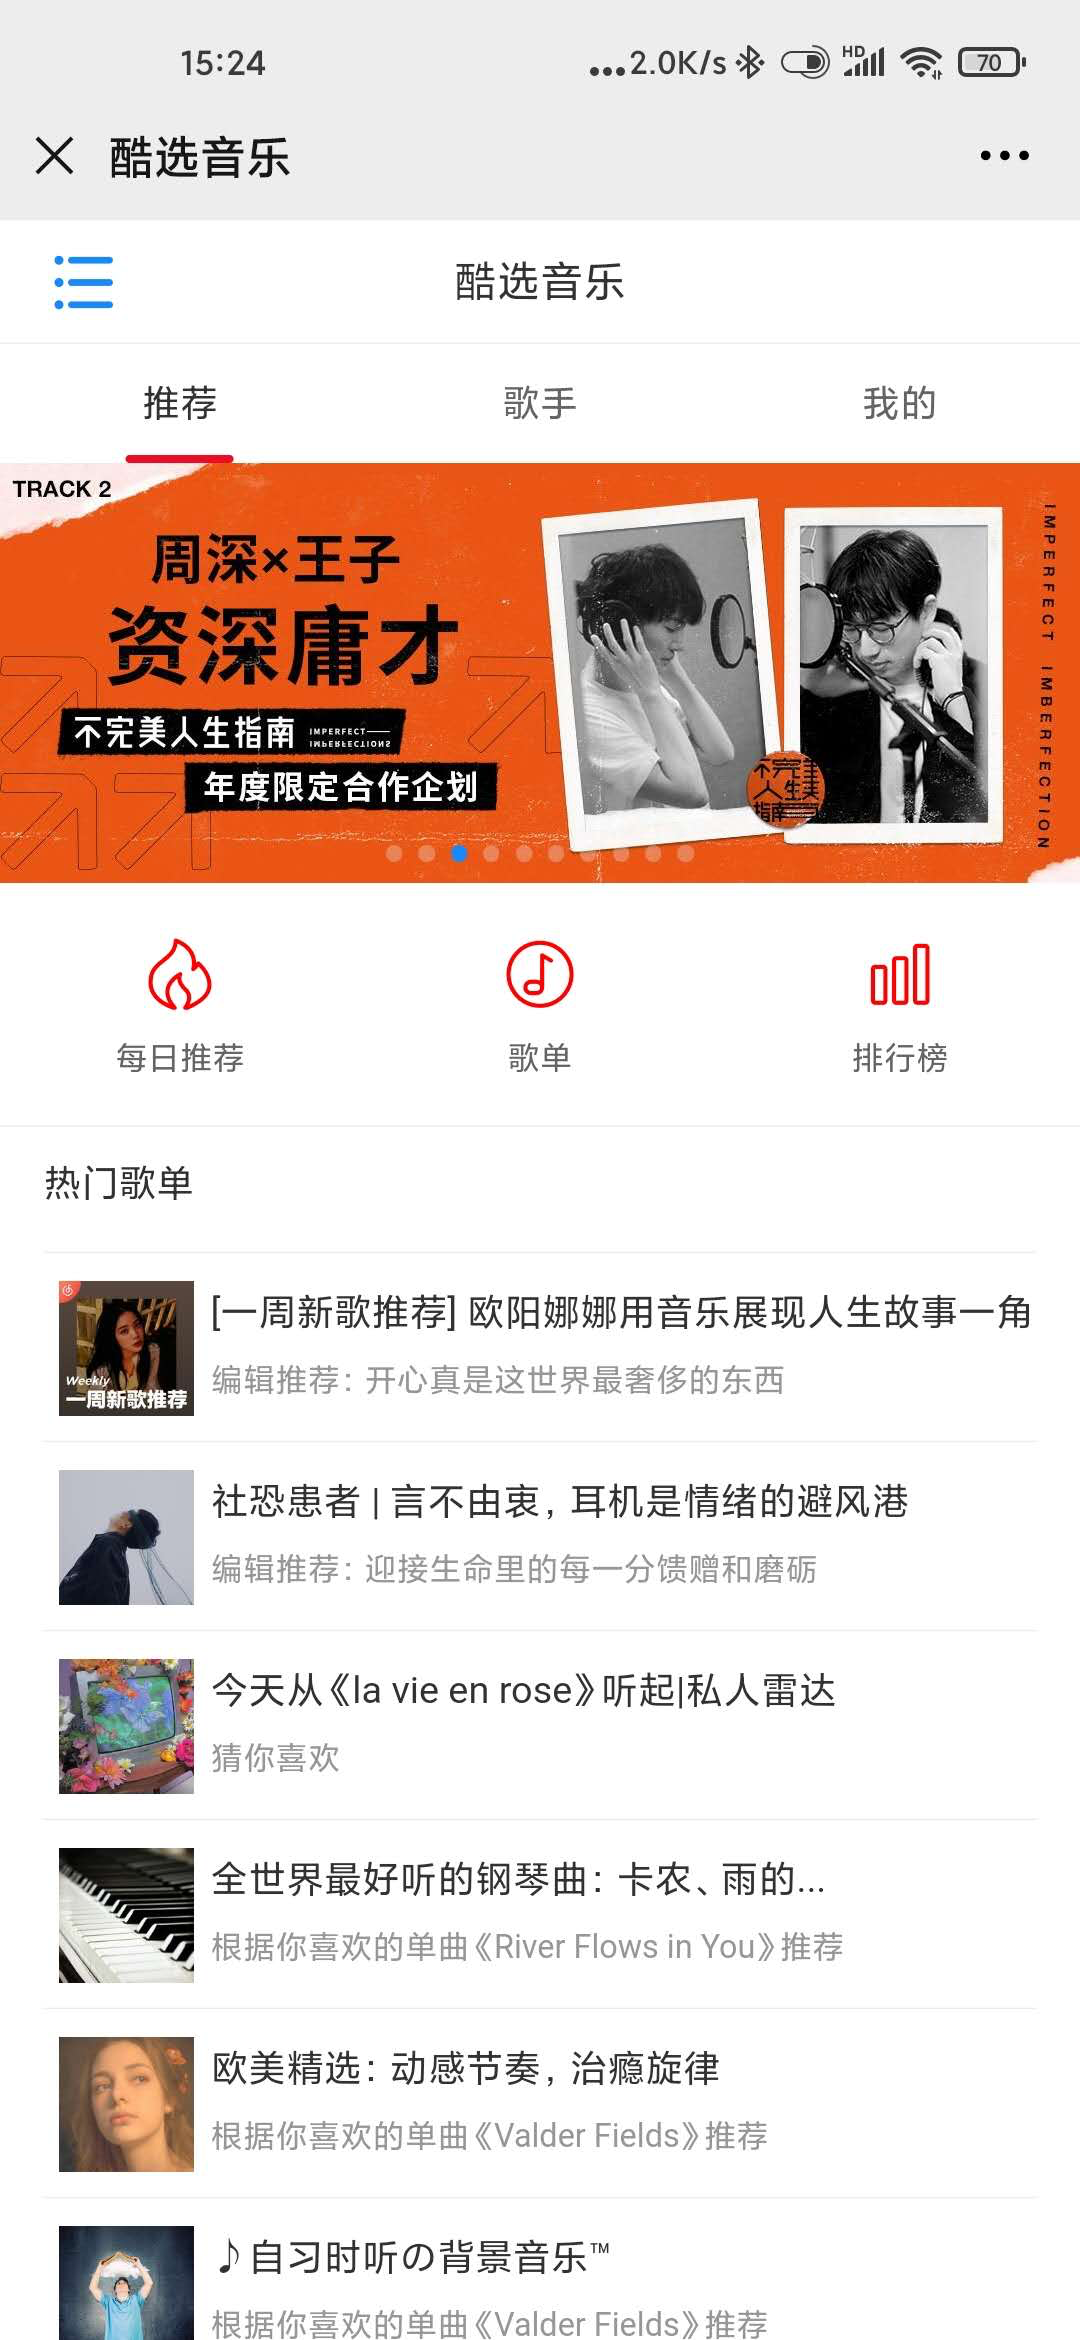 15:24
...2.0K/s
HD
70
酷选音乐
酷选音乐
推荐
歌手
我的
TRACK 2
周深×王子
资深庸才
不完美人生指南
IMPERFECT
IMPERFECTIONS
年度限定合作企划
不完美
人生
指南
IMPERFECT IMBERFECTION
每日推荐
歌单
排行榜
热门歌单
[一周新歌推荐] 欧阳娜娜用音乐展现人生故事一角
Weekly
一周新歌推荐
编辑推荐：开心真是这世界最奢侈的东西
社恐患者 | 言不由衷，耳机是情绪的避风港
编辑推荐：迎接生命里的每一分馈赠和磨砺
今天从《la vie en rose》听起|私人雷达
猜你喜欢
全世界最好听的钢琴曲：卡农、雨的...
根据你喜欢的单曲《River Flows in You》推荐
欧美精选：动感节奏，治瘾旋律
根据你喜欢的单曲《Valder Fields》推荐
♪自习时听の背景音乐™
根据你喜欢的单曲《Valder Fields》推荐